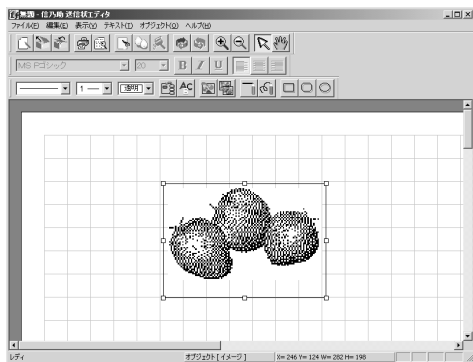 無題 - 信乃助 送信状エディタ
ファイル(F) 編集(E) 表示(V) テキスト(T) オブジェクト(O) ヘルプ(H)
MS Pゴシック 20 B I U
1 透明 AC
レディ オブジェクト [ イメージ ] X= 246 Y= 124 W= 282 H= 198